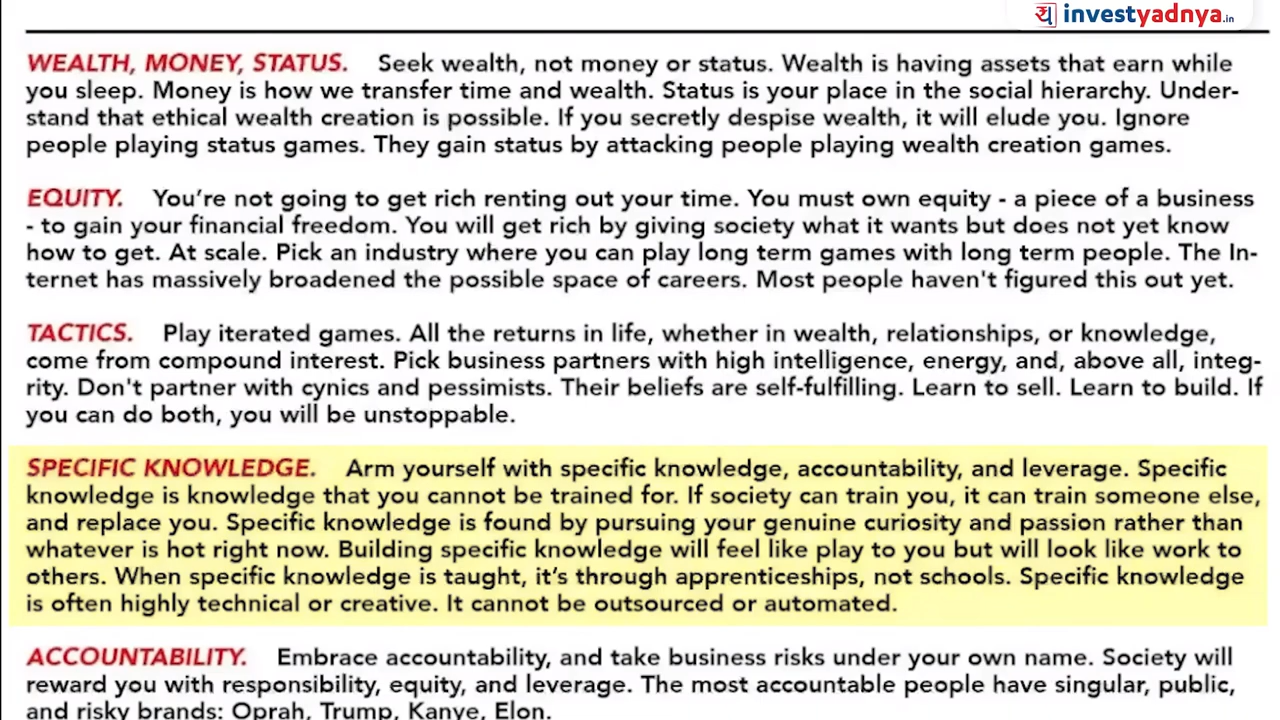 य investyadnya.in
WEALTH, MONEY, STATUS. Seek wealth, not money or status. Wealth is having assets that earn while
you sleep. Money is how we transfer time and wealth. Status is your place in the social hierarchy. Under-
stand that ethical wealth creation is possible. If you secretly despise wealth, it will elude you. Ignore
people playing status games. They gain status by attacking people playing wealth creation games.
EQUITY. You're not going to get rich renting out your time. You must own equity - a piece of a business
- to gain your financial freedom. You will get rich by giving society what it wants but does not yet know
how to get. At scale. Pick an industry where you can play long term games with long term people. The In-
ternet has massively broadened the possible space of careers. Most people haven't figured this out yet.
TACTICS. Play iterated games. All the returns in life, whether in wealth, relationships, or knowledge,
come from compound interest. Pick business partners with high intelligence, energy, and, above all, integ-
rity. Don't partner with cynics and pessimists. Their beliefs are self-fulfilling. Learn to sell. Learn to build. If
you can do both, you will be unstoppable.
SPECIFIC KNOWLEDGE. Arm yourself with specific knowledge, accountability, and leverage. Specific
knowledge is knowledge that you cannot be trained for. If society can train you, it can train someone else,
and replace you. Specific knowledge is found by pursuing your genuine curiosity and passion rather than
whatever is hot right now. Building specific knowledge will feel like play to you but will look like work to
others. When specific knowledge is taught, it's through apprenticeships, not schools. Specific knowledge
is often highly technical or creative. It cannot be outsourced or automated.
ACCOUNTABILITY. Embrace accountability, and take business risks under your own name. Society will
reward you with responsibility, equity, and leverage. The most accountable people have singular, public,
and risky brands: Oprah, Trump, Kanye, Elon.